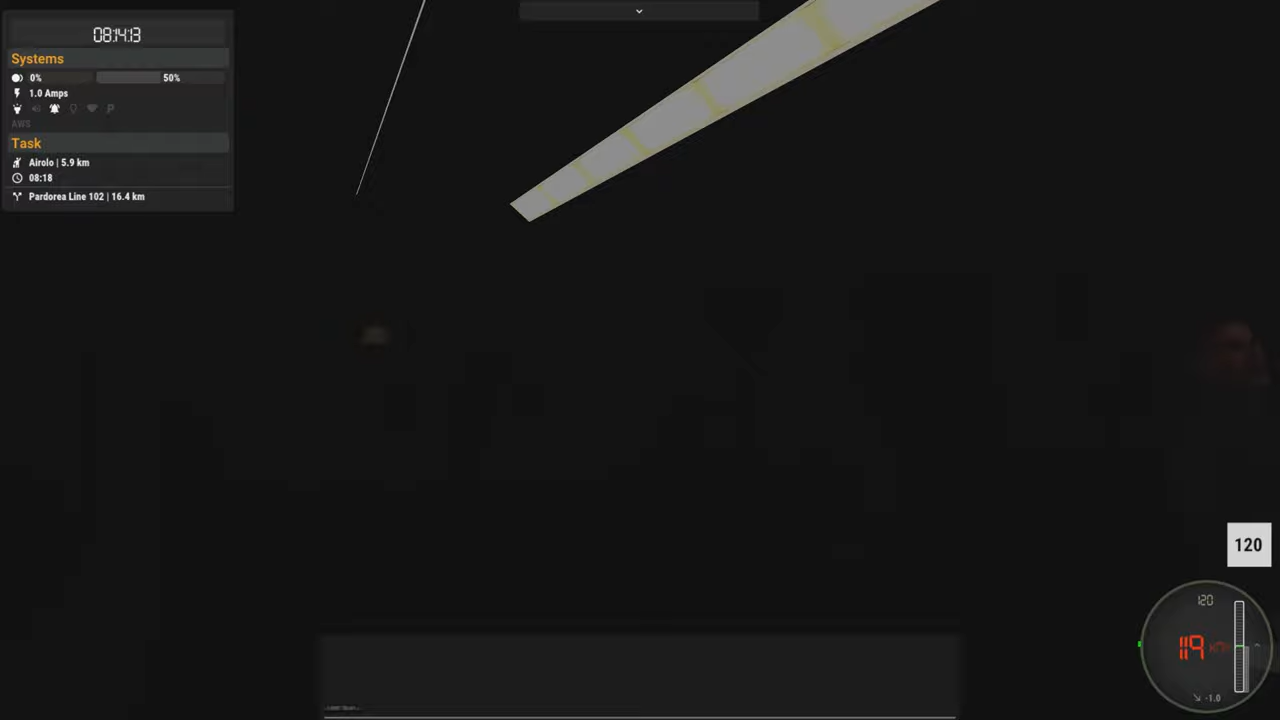 08:14:13
Systems
0% 50%
1.0 Amps
P
AWS
Task
Airolo | 5.9 km
08:18
Pardorea Line 102 | 16.4 km
120
120
119
-1.0